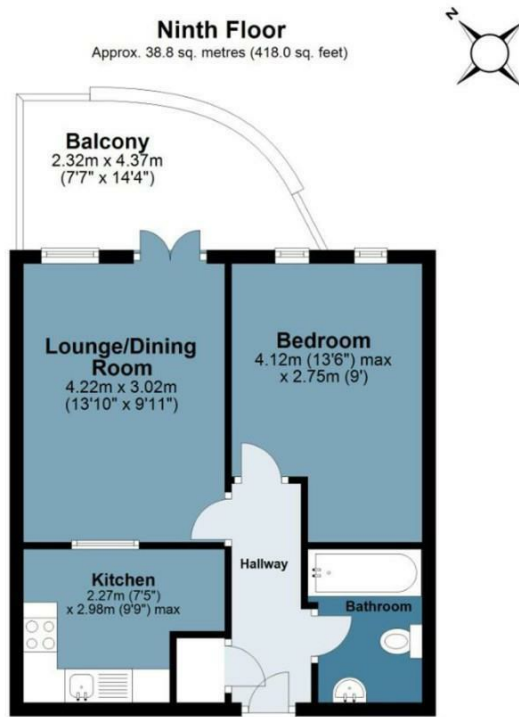 Ninth Floor
Approx. 38.8 sq. metres (418.0 sq. feet)
N
Balcony
2.32m x 4.37m
(7'7" x 14'4")
Lounge/Dining
Room
4.22m x 3.02m
(13'10" x 9'11")
Bedroom
4.12m (13'6") max
x 2.75m (9')
Hallway
Kitchen
2.27m (7'5")
x 2.98m (9'9") max
Bathroom